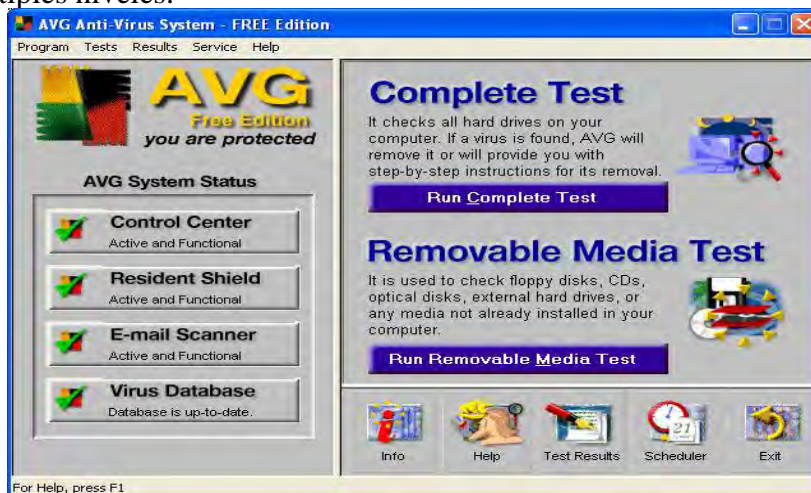 tiples niveles.
AVG Anti-Virus System - FREE Edition
Program Tests Results Service Help
AVG
Free Edition
you are protected
AVG System Status
Control Center
Active and Functional
Resident Shield
Active and Functional
E-mail Scanner
Active and Functional
Virus Database
Database is up-to-date.
Complete Test
It checks all hard drives on your
computer. If a virus is found, AVG will
remove it or will provide you with
step-by-step instructions for its removal.
Run Complete Test
Removable Media Test
It is used to check floppy disks, CDs,
optical disks, external hard drives, or
any media not already installed in your
computer.
Run Removable Media Test
21
Info Help Test Results Scheduler Exit
For Help, press F1